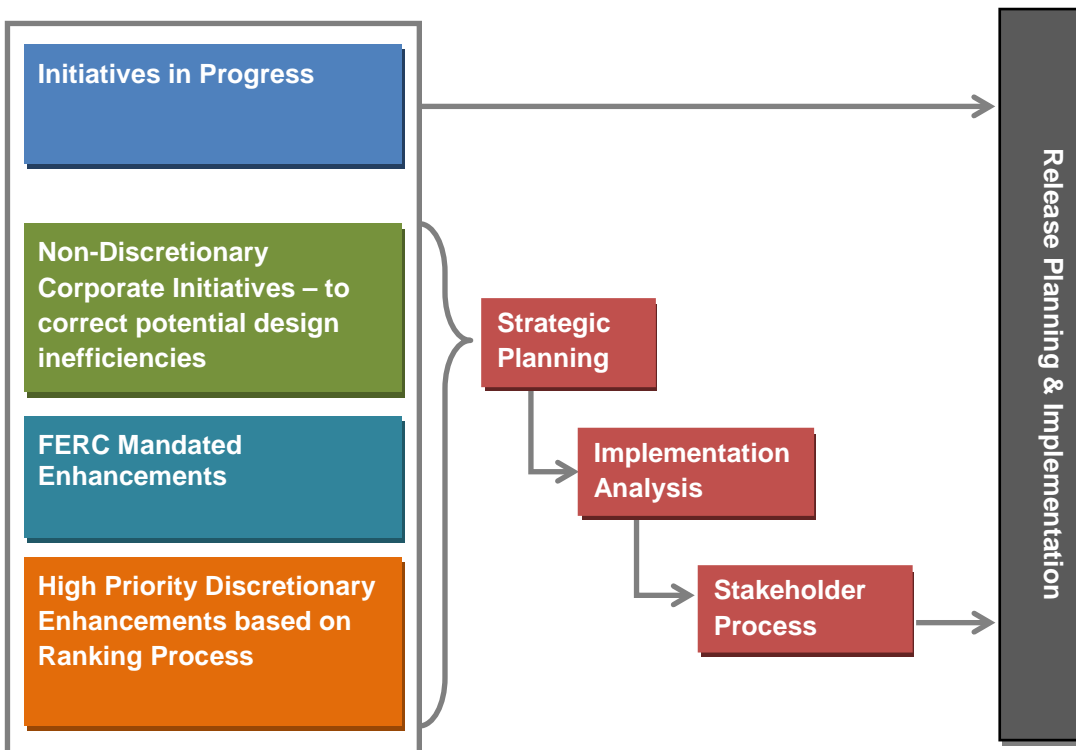 Initiatives in Progress
Non-Discretionary
Corporate Initiatives – to
correct potential design
inefficiencies
FERC Mandated
Enhancements
High Priority Discretionary
Enhancements based on
Ranking Process
Strategic
Planning
Implementation
Analysis
Stakeholder
Process
Release Planning & Implementation